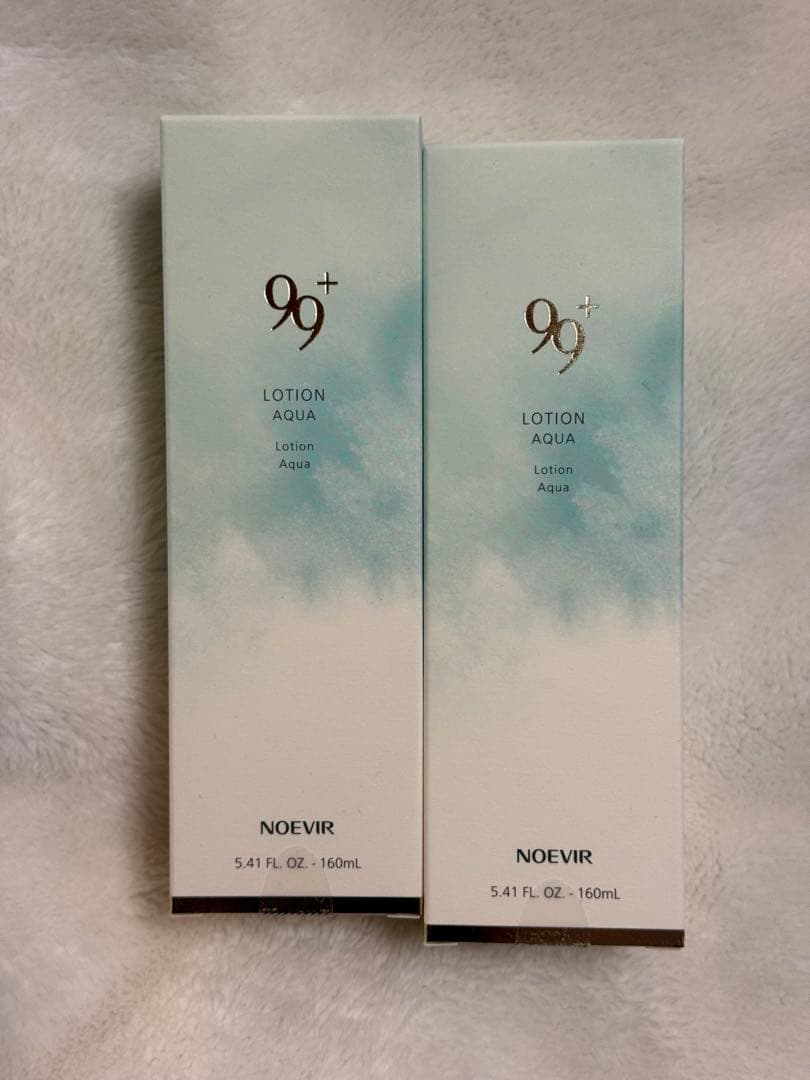 99+
LOTION
AQUA
Lotion
Aqua
NOEVIR
5.41 FL. OZ. - 160mL
99+
LOTION
AQUA
Lotion
Aqua
NOEVIR
5.41 FL. OZ. - 160mL